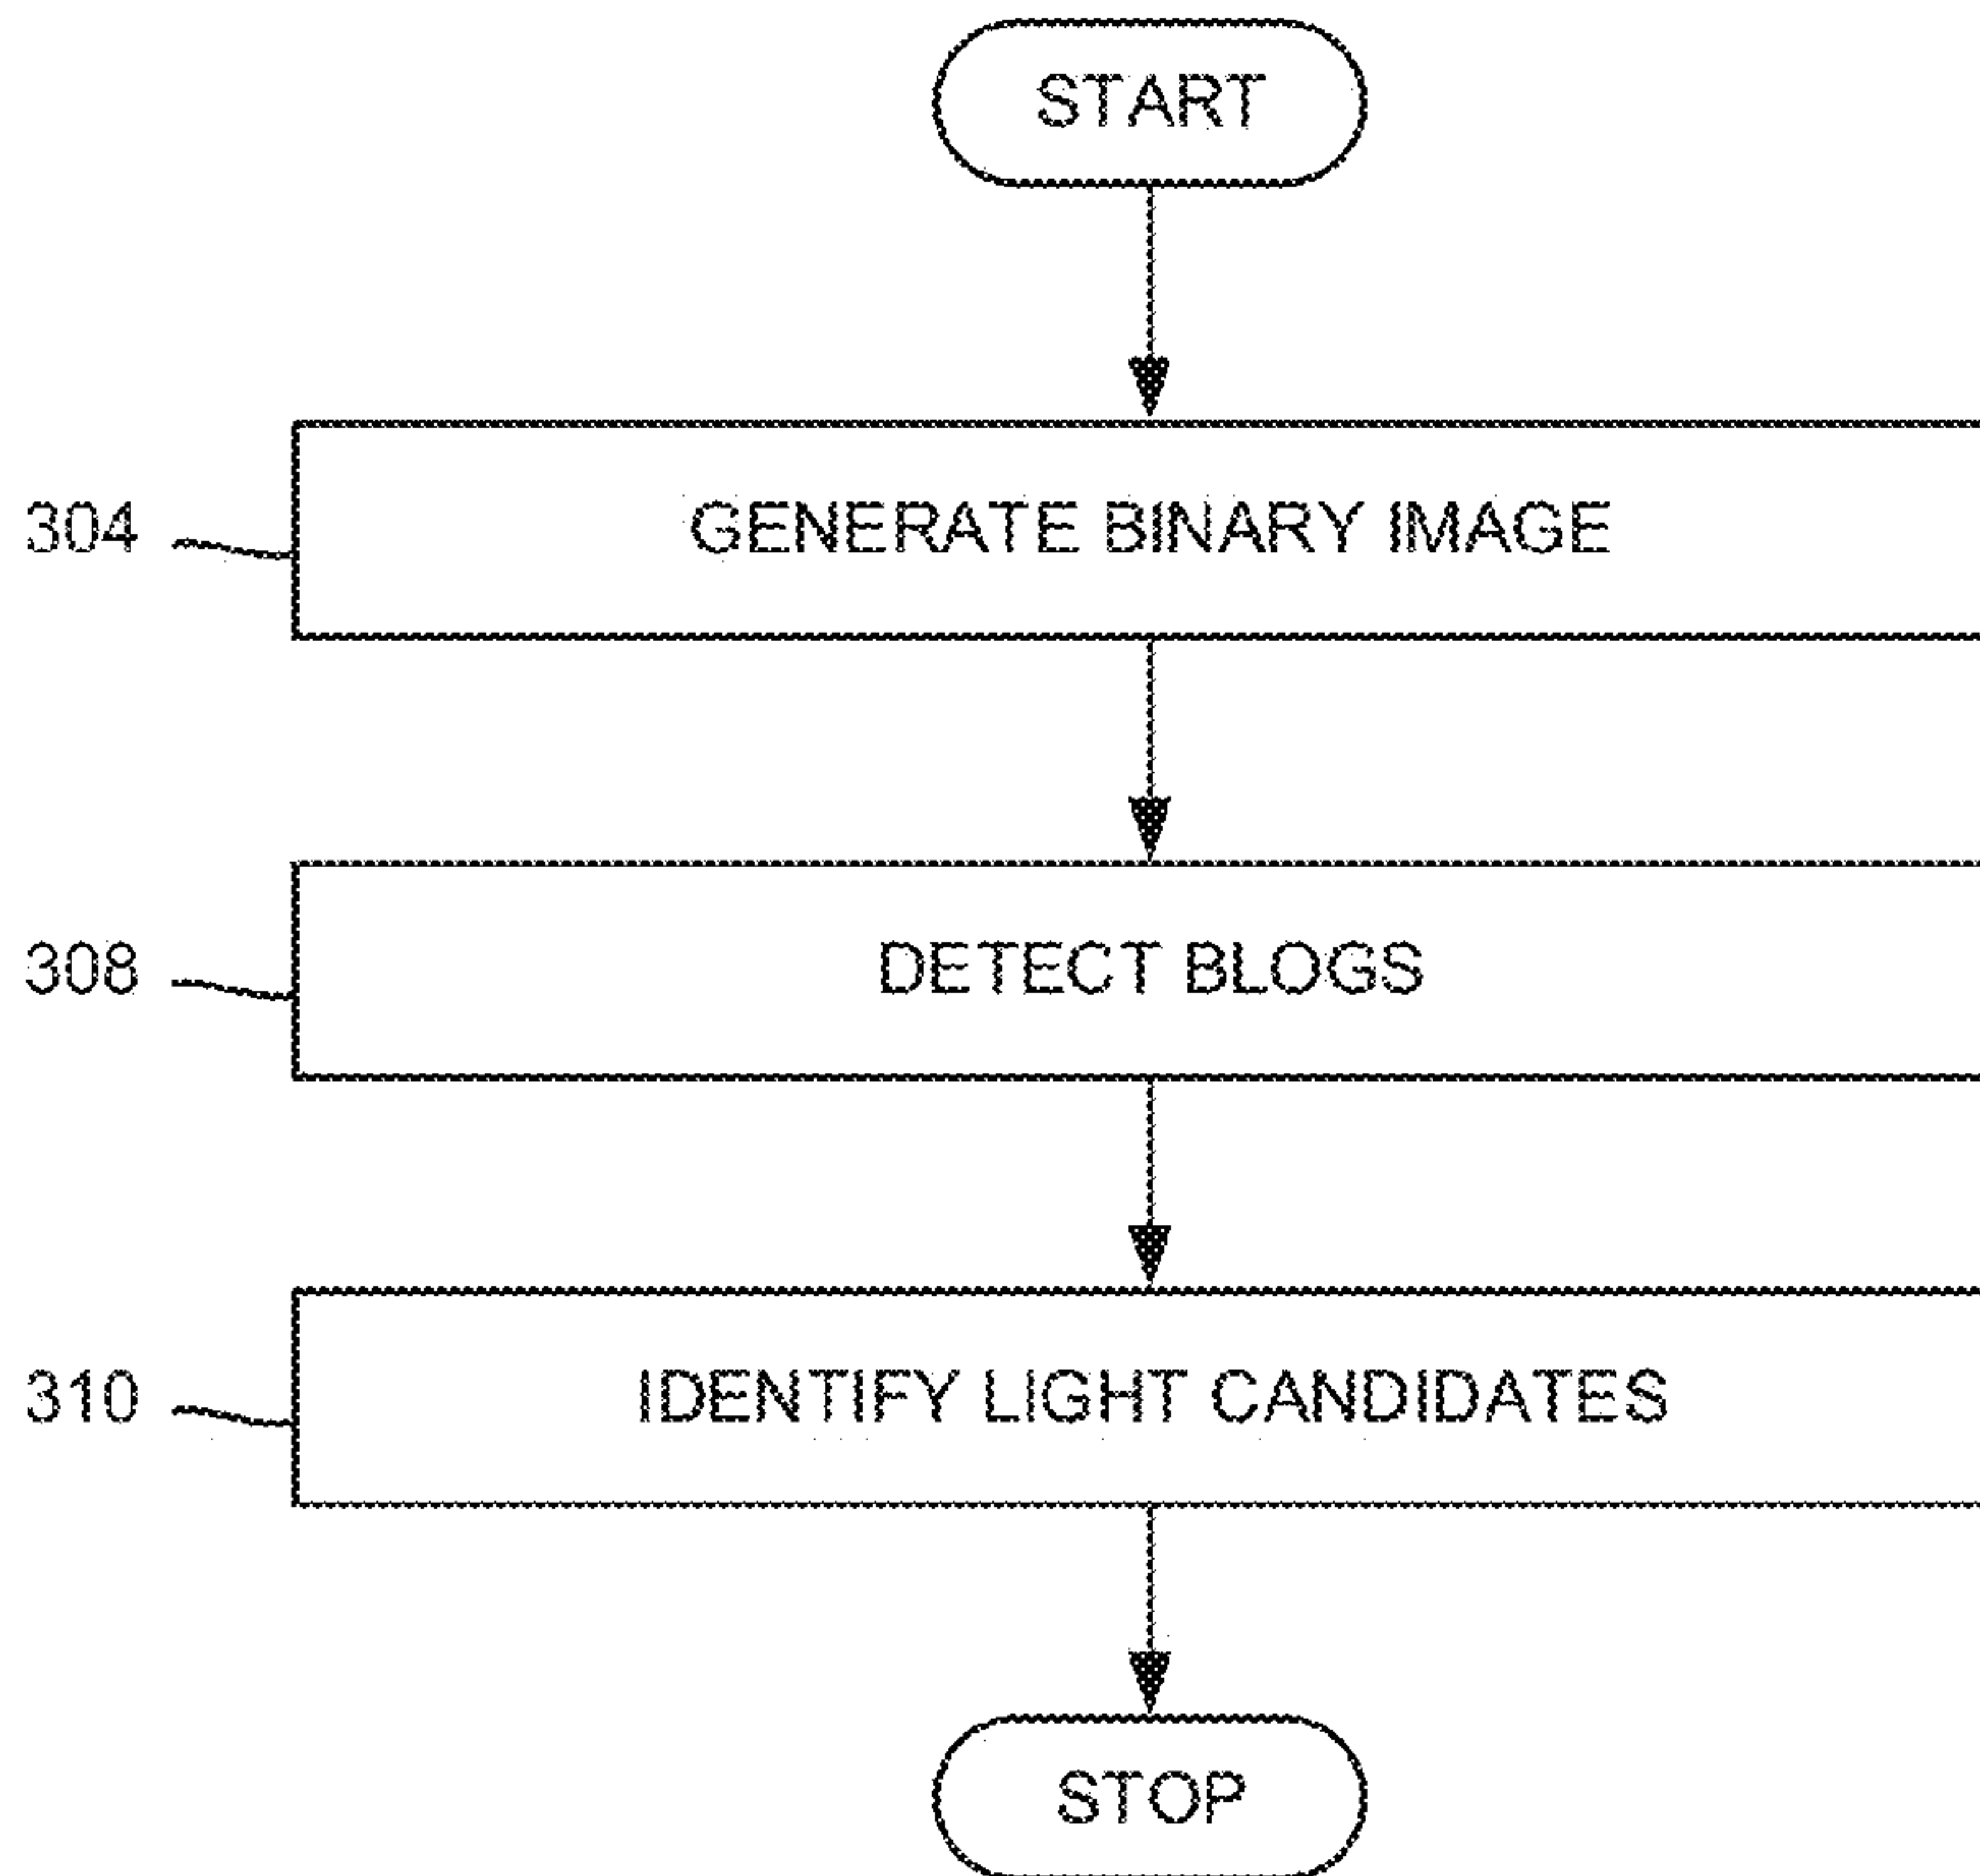 START
304 GENERATE BINARY IMAGE
308 DETECT BLOGS
310 IDENTIFY LIGHT CANDIDATES
STOP